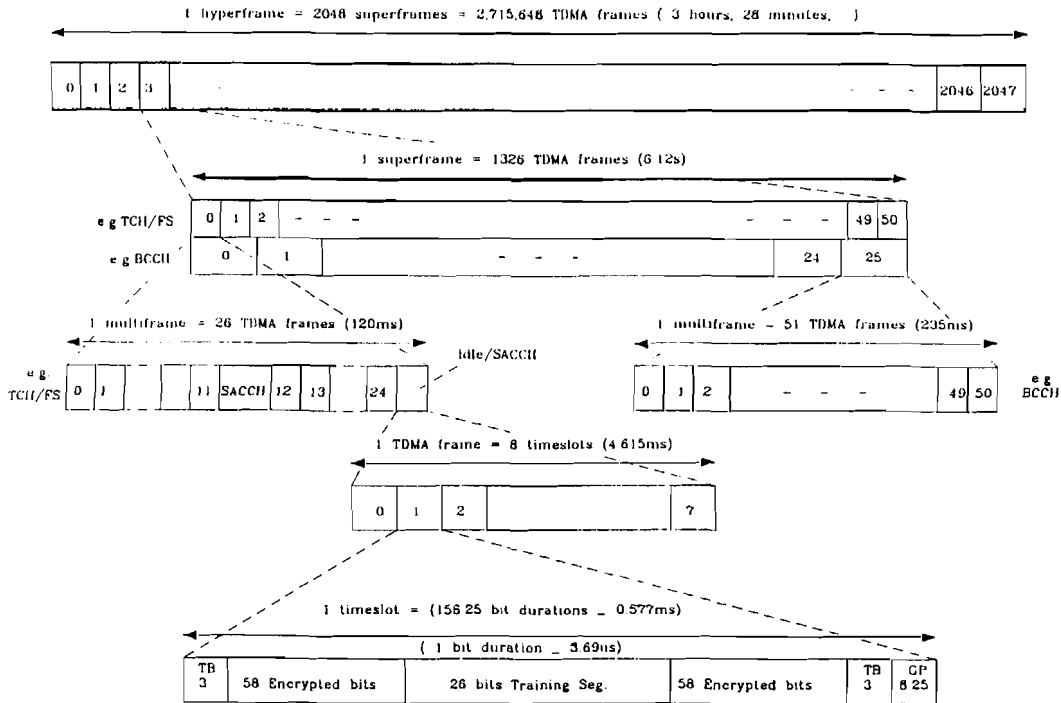 1 hyperframe = 2048 superframes = 2,715,648 TDMA frames ( 3 hours, 28 minutes, )
0 1 2 3 - - - - 2046 2047
1 superframe = 1326 TDMA frames (6 12s)
e g TCH/FS 0 1 2 - - - - - - 49 50
e g BCCH 0 1 - - - 24 25
1 multiframe = 26 TDMA frames (120ms)
1 multiframe - 51 TDMA frames (235ms)
Idle/SACCH
e g. TCH/FS 0 1 11 SACCH 12 13 24
0 1 2 - - - 49 50 e g BCCH
1 TDMA frame = 8 timeslots (4 615ms)
0 1 2 7
1 timeslot = (156 25 bit durations _ 0.577ms)
( 1 bit duration _ 3.69us)
TB 3 58 Encrypted bits 26 bits Training Seg. 58 Encrypted bits TB 3 GP 8 25